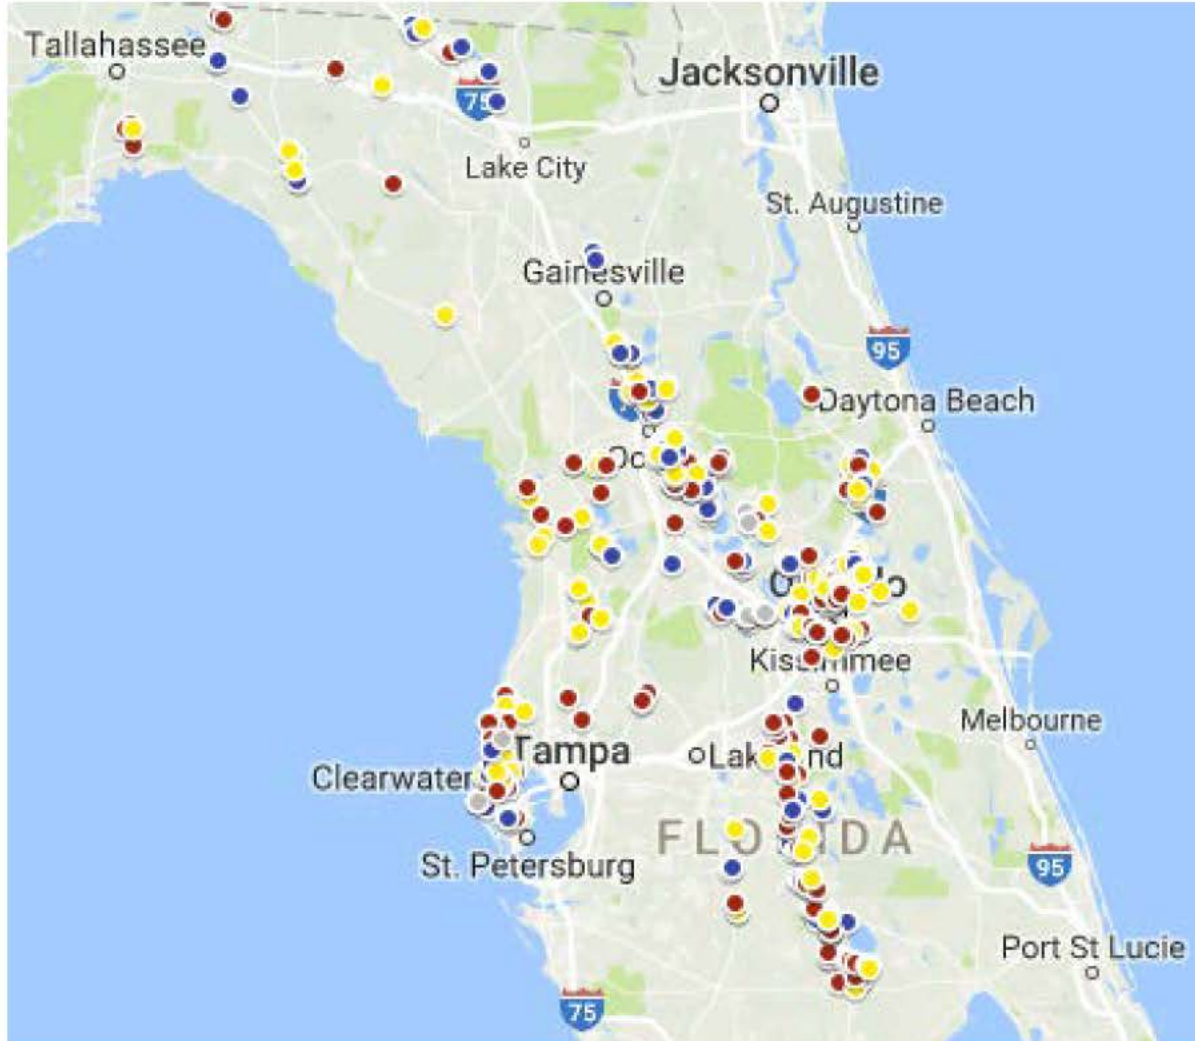 Tallahassee
Jacksonville
75
Lake City
St. Augustine
Gainesville
95
Daytona Beach
Kissimmee
Melbourne
Tampa
Lakeland
Clearwater
FLORIDA
St. Petersburg
95
Port St Lucie
75